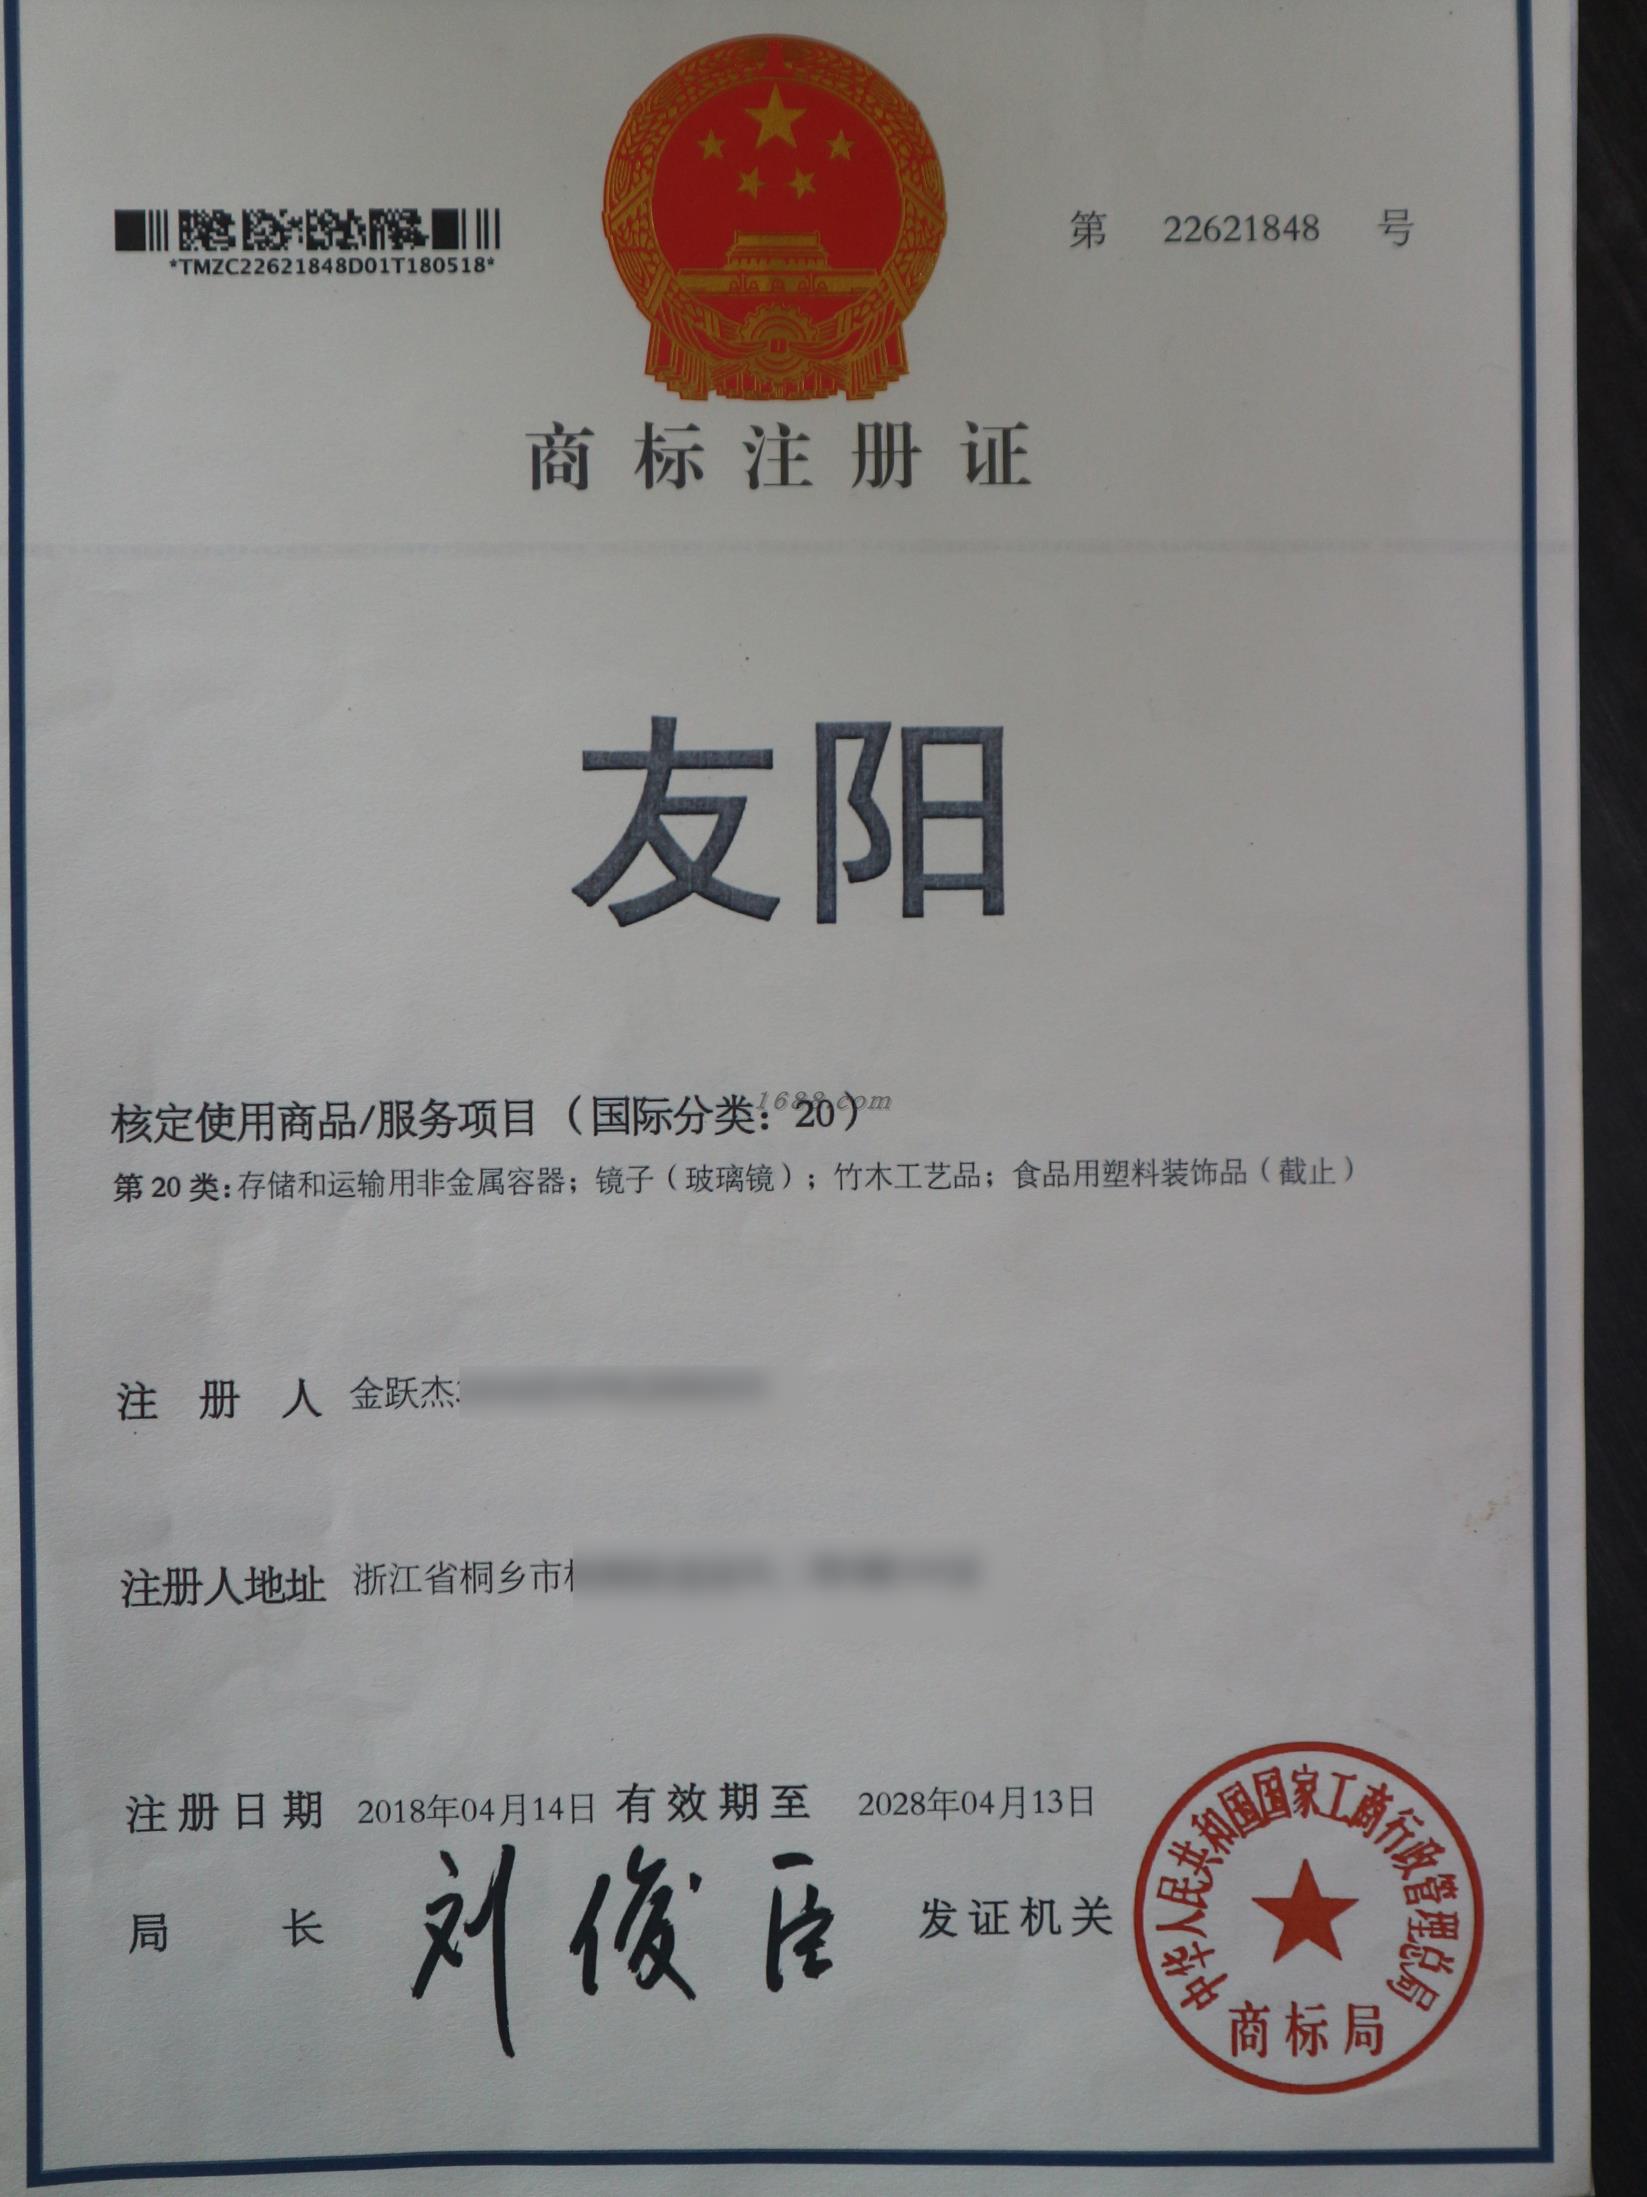 *TMZC22621848D01T180518*
第 22621848 号
商标注册证
友阳
1688.com
核定使用商品/服务项目（国际分类：20）
第20类：存储和运输用非金属容器；镜子（玻璃镜）；竹木工艺品；食品用塑料装饰品（截止）
注册人 金跃杰
注册人地址 浙江省桐乡市
注册日期 2018年04月14日 有效期至 2028年04月13日
局长 刘俊臣 发证机关
中华人民共和国国家工商行政管理总局
商标局